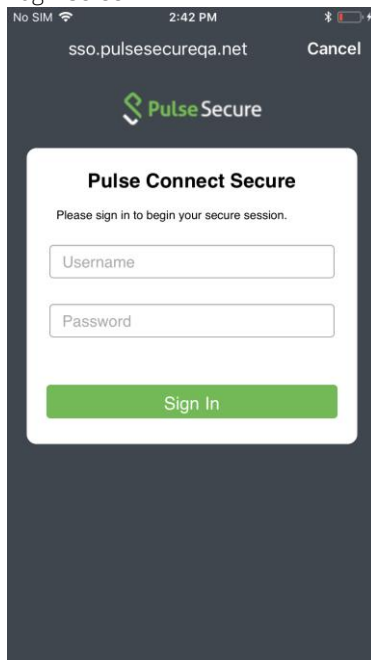 No SIM 2:42 PM
sso.pulsesecureqa.net Cancel
Pulse Secure
Pulse Connect Secure
Please sign in to begin your secure session.
Username
Password
Sign In